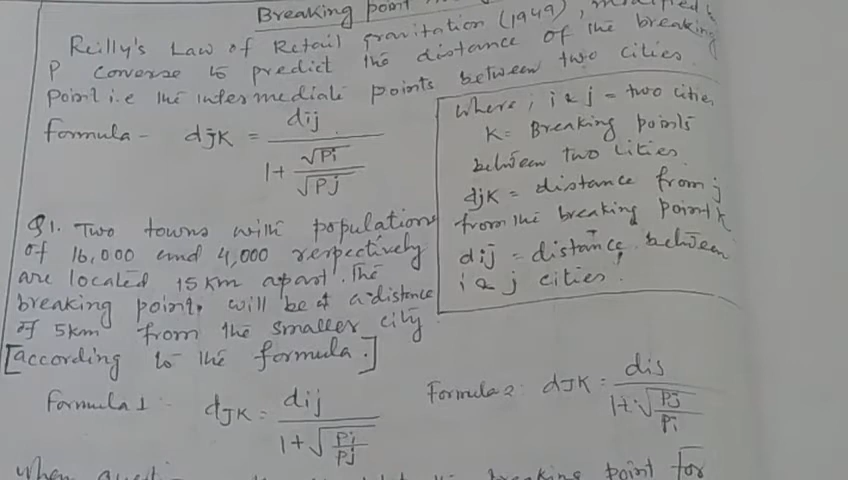 Breaking point
Reilly's Law of Retail gravitation (1949), modified by
P converse to predict the distance of the breaking
Point i.e the intermediate points between two cities.
formula - djK = dij / 1 + √Pi / √Pj
where, i & j = two cities
K = Breaking points
between two cities.
djK = distance from j
from the breaking point k
dij = distance between
i & j cities.
Q1. Two towns with populations
of 16,000 and 4,000 respectively
are located 15 km apart. The
breaking point, will be at a distance
of 5km from the smaller city.
[according to the formula.]
Formula 1: dJK = dij / 1 + √Pi/Pj
Formula 2: dJK = dis / 1 + √Pj/Pi
when breaking point for